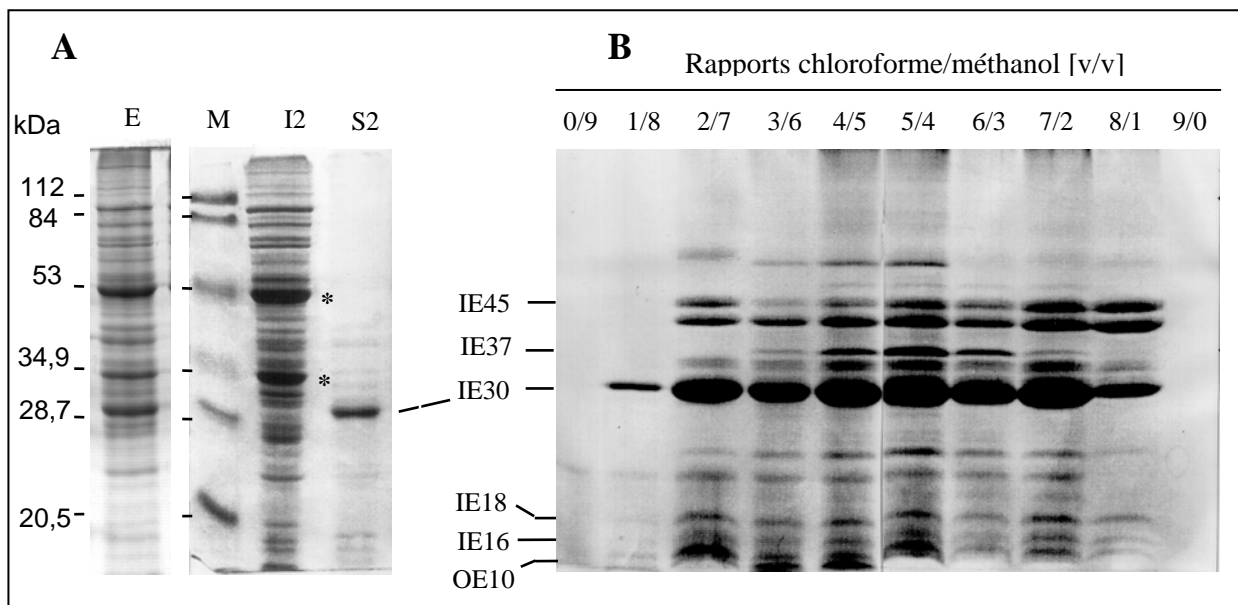 A
B
Rapports chloroforme/méthanol [v/v]
kDa
E M I2 S2
0/9 1/8 2/7 3/6 4/5 5/4 6/3 7/2 8/1 9/0
112
84
53
34,9
28,7
20,5
*
*
IE45
IE37
IE30
IE18
IE16
OE10